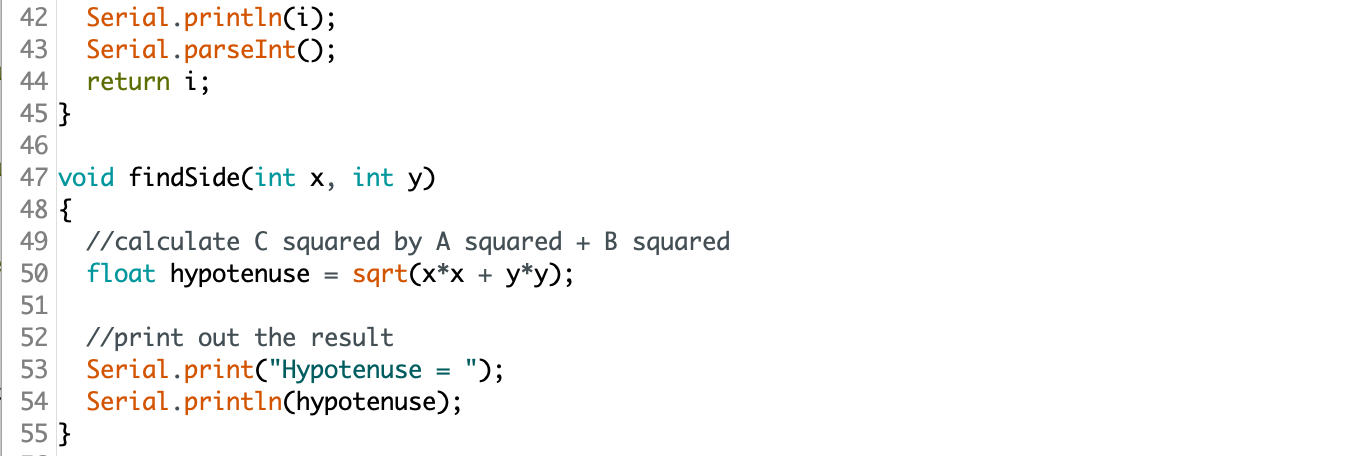 42 Serial.println(i);
43 Serial.parseInt();
44 return i;
45 }
46
47 void findSide(int x, int y)
48 {
49 //calculate C squared by A squared + B squared
50 float hypotenuse = sqrt(x*x + y*y);
51
52 //print out the result
53 Serial.print("Hypotenuse = ");
54 Serial.println(hypotenuse);
55 }